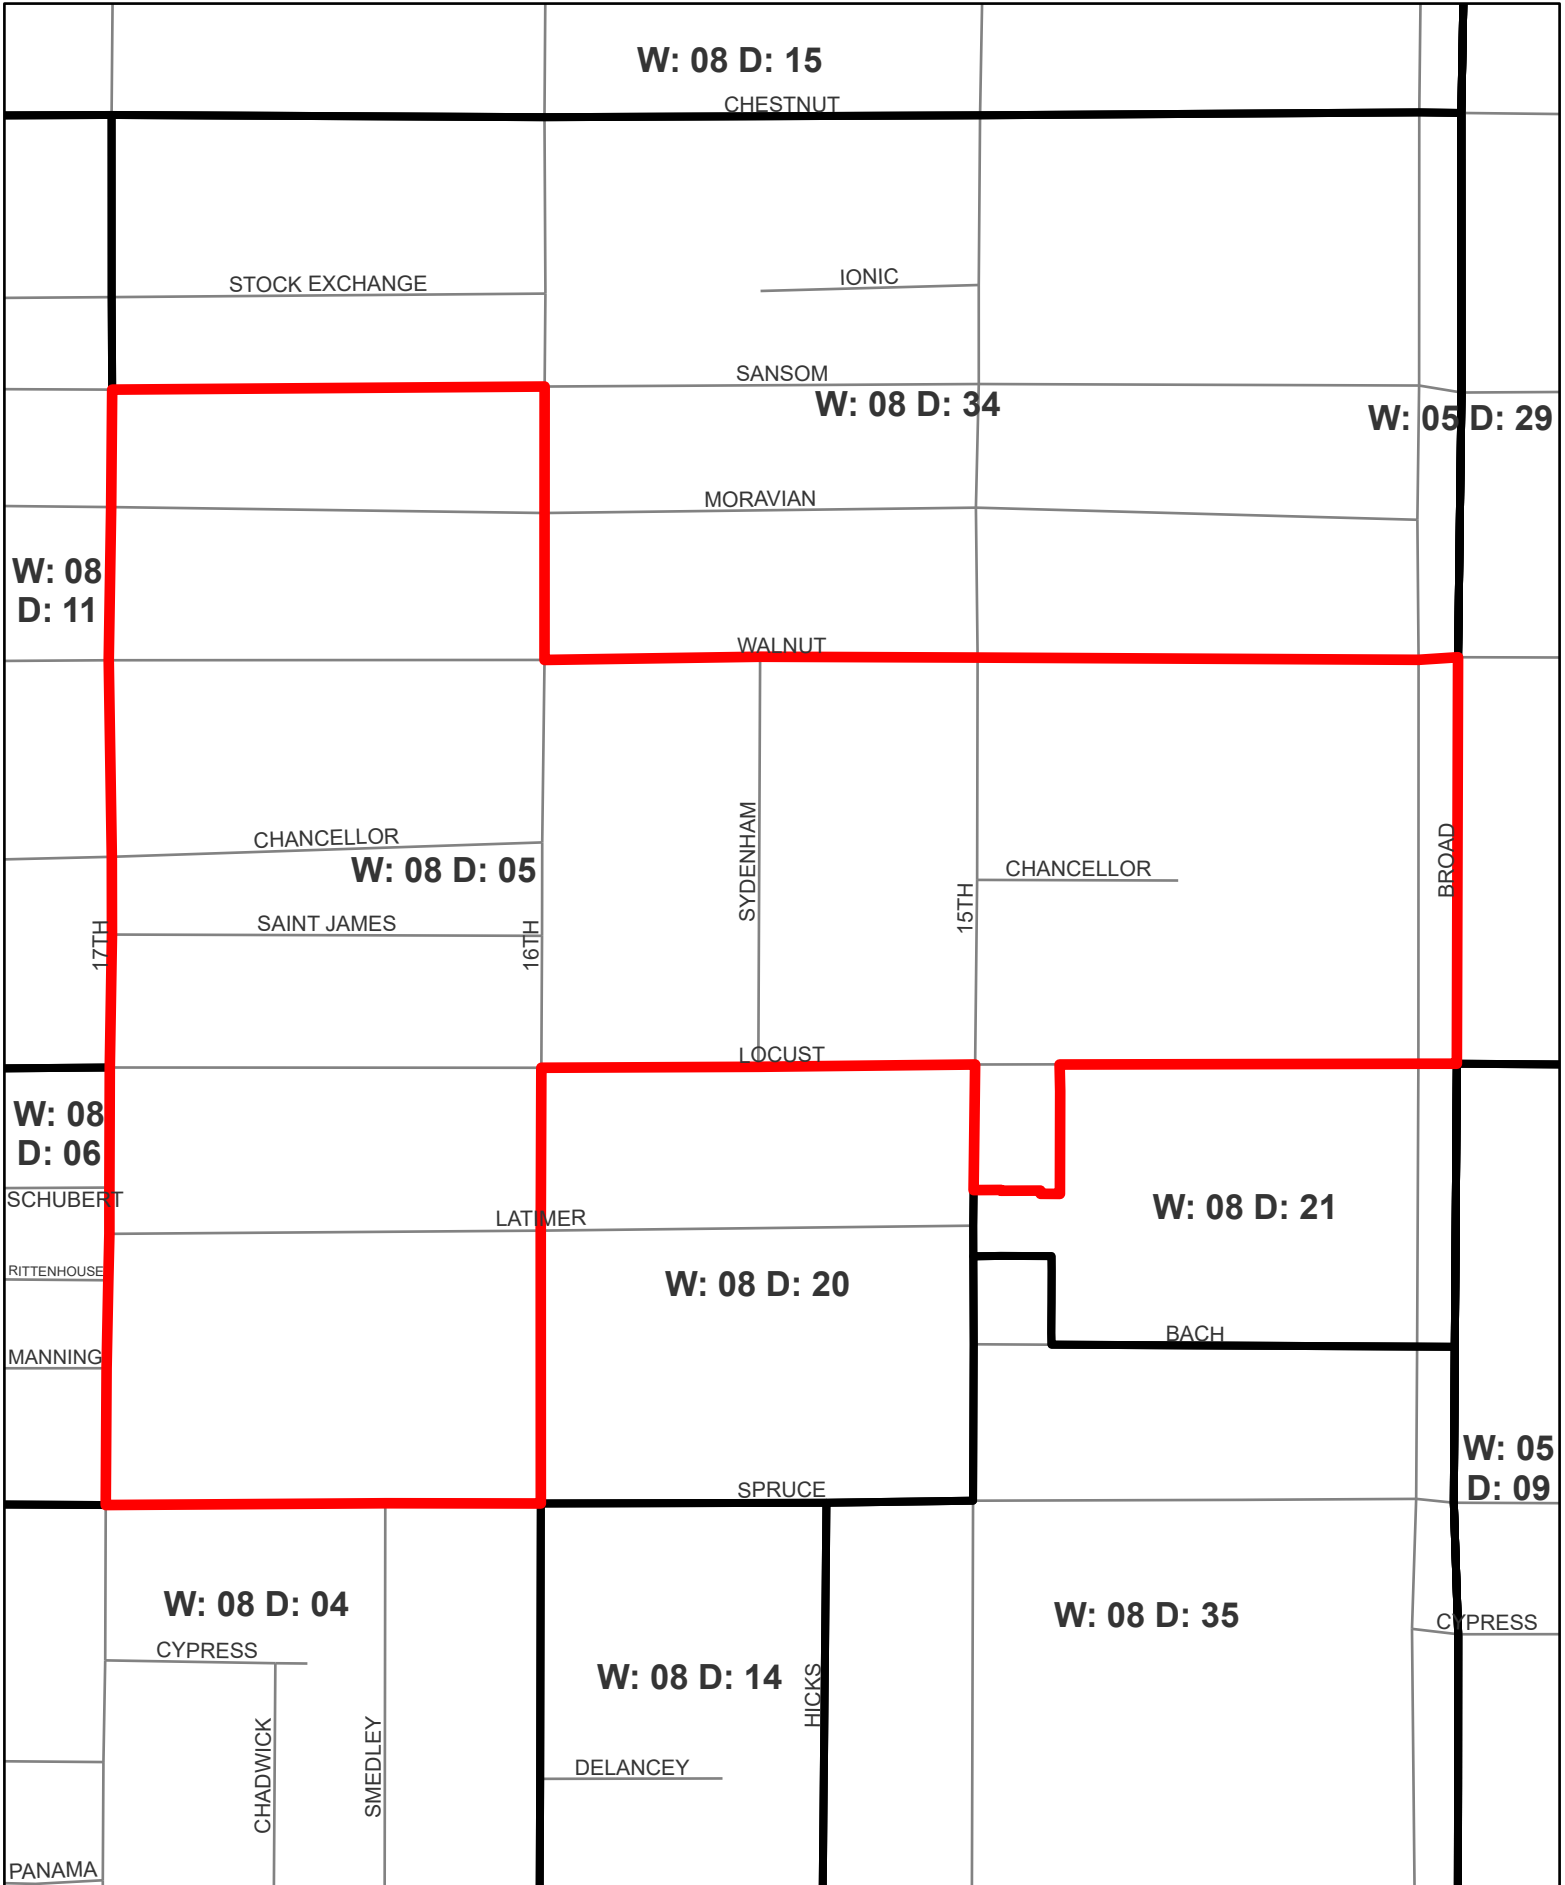 W: 08 D: 15
CHESTNUT
STOCK EXCHANGE
IONIC
SANSOM
W: 08 D: 34
W: 05 D: 29
MORAVIAN
W: 08
D: 11
WALNUT
CHANCELLOR
W: 08 D: 05
SYDENHAM
CHANCELLOR
BROAD
SAINT JAMES
17TH
16TH
15TH
LOCUST
W: 08
D: 06
SCHUBERT
LATIMER
W: 08 D: 21
RITTENHOUSE
W: 08 D: 20
BACH
MANNING
W: 05
D: 09
SPRUCE
W: 08 D: 04
W: 08 D: 35
CYPRESS
CYPRESS
W: 08 D: 14
HICKS
CHADWICK
SMEDLEY
DELANCEY
PANAMA